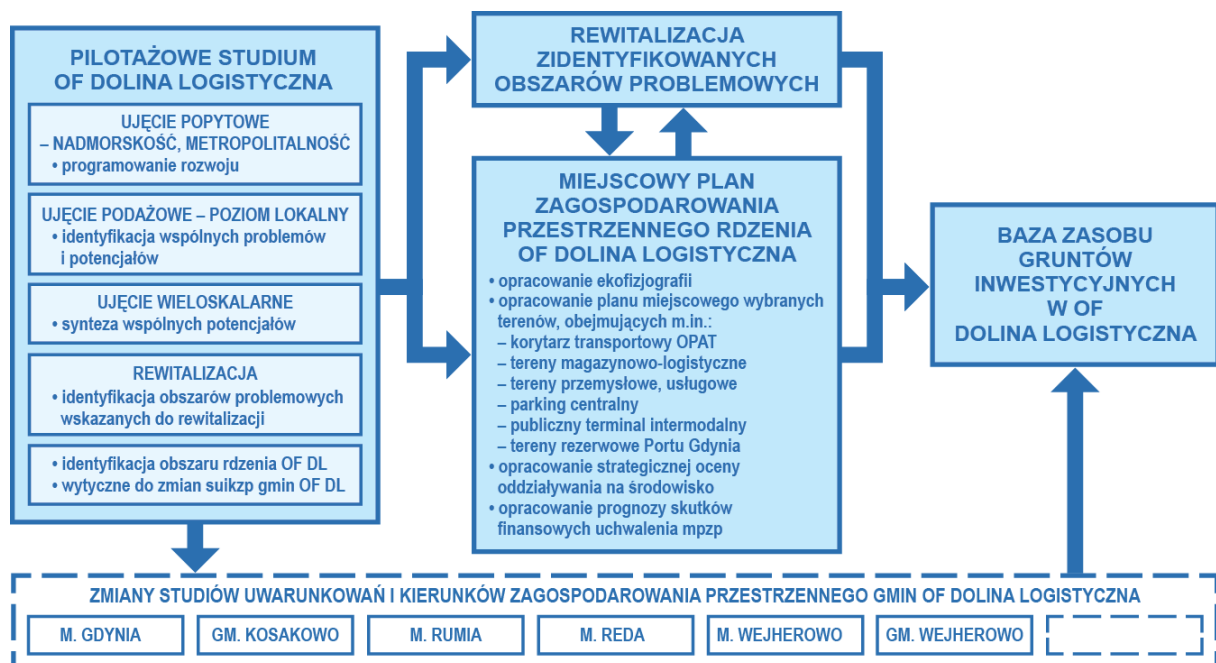 PILOTAŻOWE STUDIUM
OF DOLINA LOGISTYCZNA
UJĘCIE POPYTOWE
– NADMORSKOŚĆ, METROPOLITALNOŚĆ
• programowanie rozwoju
UJĘCIE PODAŻOWE – POZIOM LOKALNY
• identyfikacja wspólnych problemów
i potencjałów
UJĘCIE WIELOSKALARNE
• synteza wspólnych potencjałów
REWITALIZACJA
• identyfikacja obszarów problemowych
wskazanych do rewitalizacji
• identyfikacja obszaru rdzenia OF DL
• wytyczne do zmian suikzp gmin OF DL
REWITALIZACJA
ZIDENTYFIKOWANYCH
OBSZARÓW PROBLEMOWYCH
MIEJSCOWY PLAN
ZAGOSPODAROWANIA
PRZESTRZENNEGO RDZENIA
OF DOLINA LOGISTYCZNA
• opracowanie ekofizjografii
• opracowanie planu miejscowego wybranych
terenów, obejmujących m.in.:
– korytarz transportowy OPAT
– tereny magazynowo-logistyczne
– tereny przemysłowe, usługowe
– parking centralny
– publiczny terminal intermodalny
– tereny rezerwowe Portu Gdynia
• opracowanie strategicznej oceny
oddziaływania na środowisko
• opracowanie prognozy skutków
finansowych uchwalenia mpzp
BAZA ZASOBU
GRUNTÓW
INWESTYCYJNYCH
W OF
DOLINA LOGISTYCZNA
ZMIANY STUDIÓW UWARUNKOWAŃ I KIERUNKÓW ZAGOSPODAROWANIA PRZESTRZENNEGO GMIN OF DOLINA LOGISTYCZNA
M. GDYNIA
GM. KOSAKOWO
M. RUMIA
M. REDA
M. WEJHEROWO
GM. WEJHEROWO